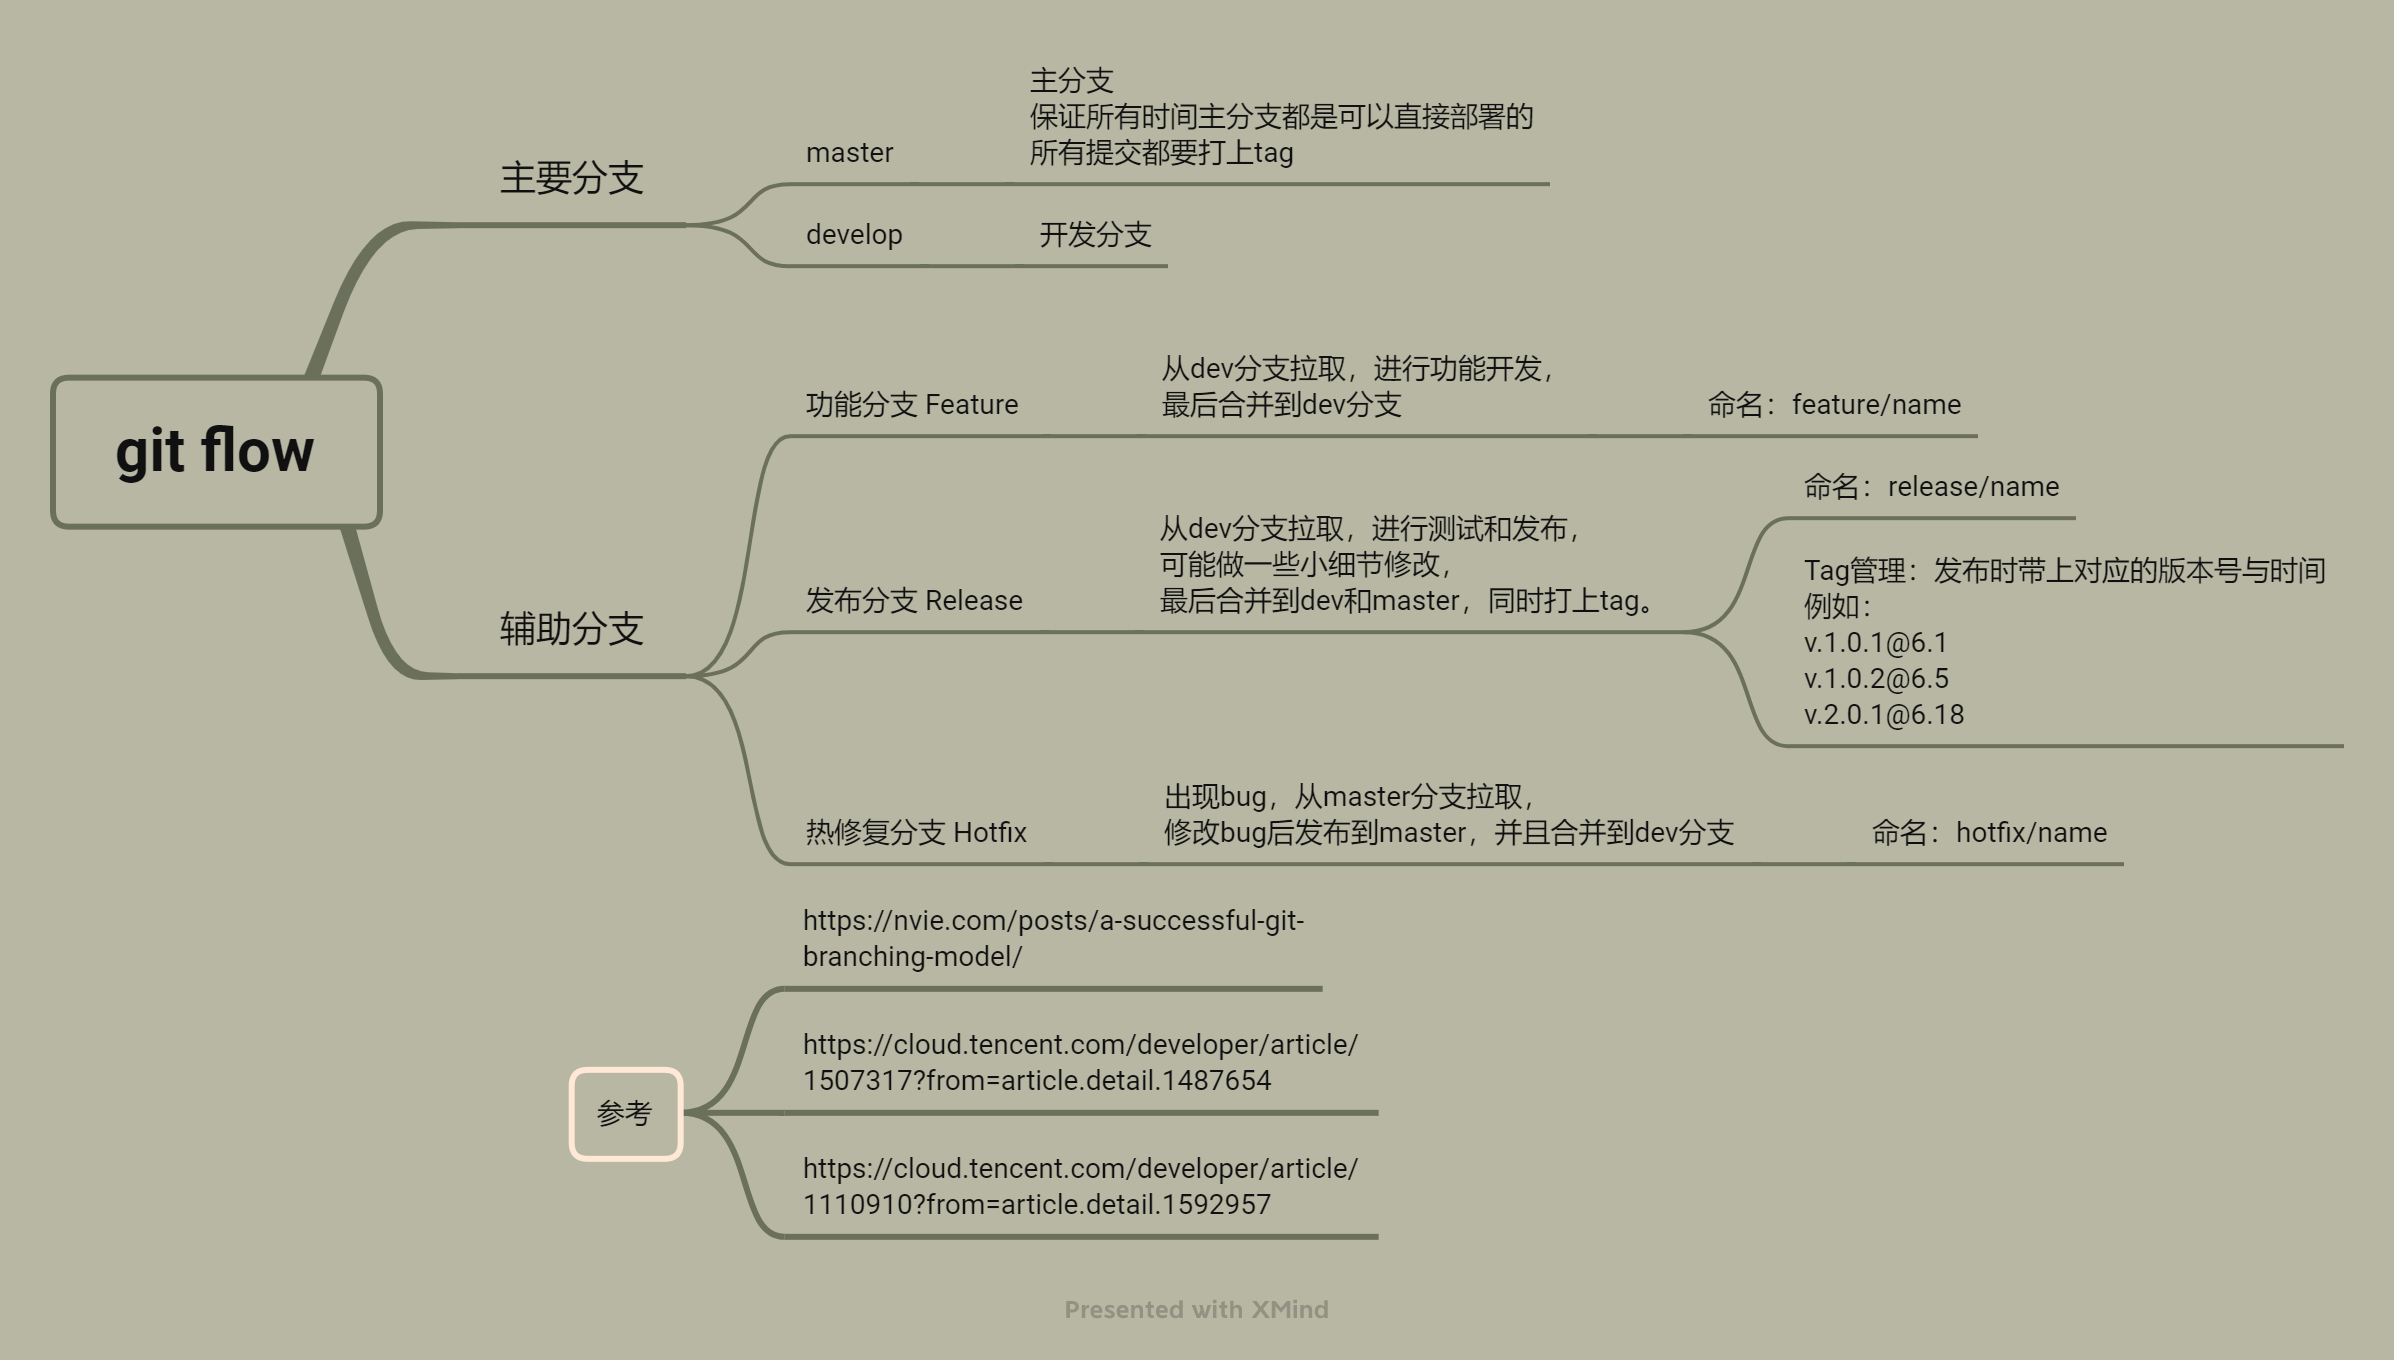 git flow
主要分支
master
主分支
保证所有时间主分支都是可以直接部署的
所有提交都要打上tag
develop
开发分支
辅助分支
功能分支 Feature
从dev分支拉取，进行功能开发，
最后合并到dev分支
命名：feature/name
发布分支 Release
从dev分支拉取，进行测试和发布，
可能做一些小细节修改，
最后合并到dev和master，同时打上tag。
命名：release/name
Tag管理：发布时带上对应的版本号与时间
例如：
v.1.0.1@6.1
v.1.0.2@6.5
v.2.0.1@6.18
热修复分支 Hotfix
出现bug，从master分支拉取，
修改bug后发布到master，并且合并到dev分支
命名：hotfix/name
参考
https://nvie.com/posts/a-successful-git-
branching-model/
https://cloud.tencent.com/developer/article/
1507317?from=article.detail.1487654
https://cloud.tencent.com/developer/article/
1110910?from=article.detail.1592957
Presented with XMind